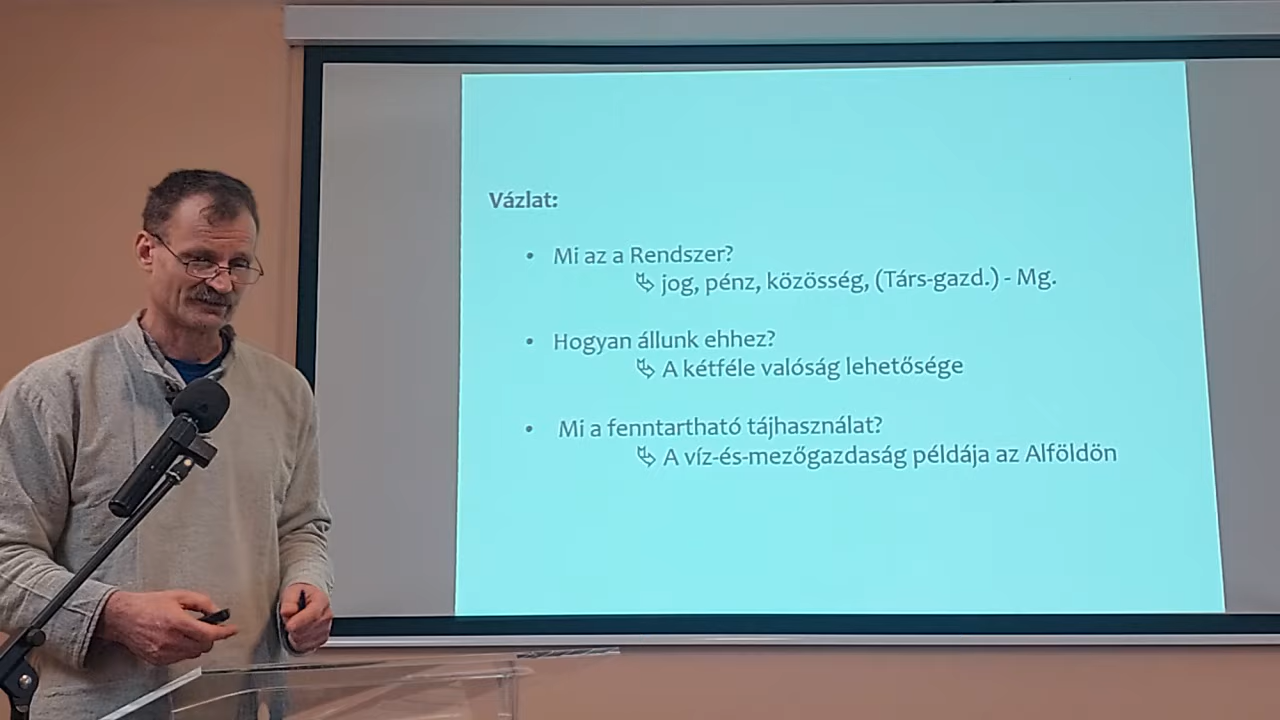 Vázlat:
• Mi az a Rendszer?
⮱ jog, pénz, közösség, (Társ-gazd.) - Mg.
• Hogyan állunk ehhez?
⮱ A kétféle valóság lehetősége
• Mi a fenntartható tájhasználat?
⮱ A víz-és-mezőgazdaság példája az Alföldön